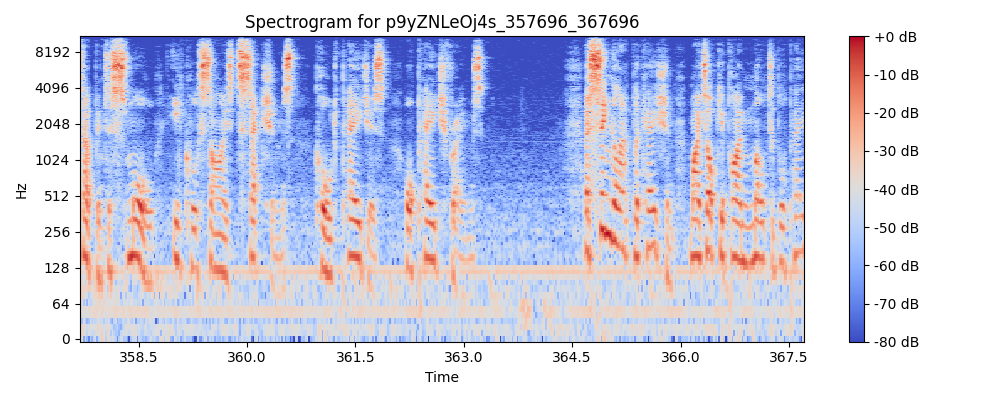 Spectrogram for p9yZNLeOj4s_357696_367696
8192
4096
2048
1024
512
256
128
64
0
Hz
358.5 360.0 361.5 363.0 364.5 366.0 367.5
Time
+0 dB
-10 dB
-20 dB
-30 dB
-40 dB
-50 dB
-60 dB
-70 dB
-80 dB